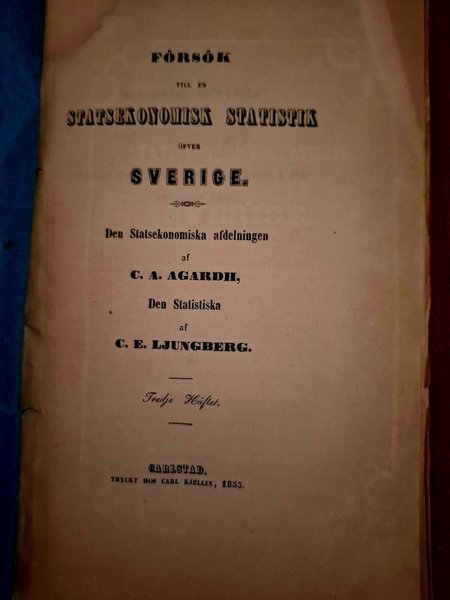 FÖRSÖK
TILL EN
STATSEKONOMISK STATISTIK
ÖFVER
SVERIGE.
Den Statsekonomiska afdelningen
af
C. A. AGARDH,
Den Statistiska
af
C. E. LJUNGBERG.
Tredje Häftet.
CARLSTAD,
TRYCKT HOS CARL KJELLIN, 1855.